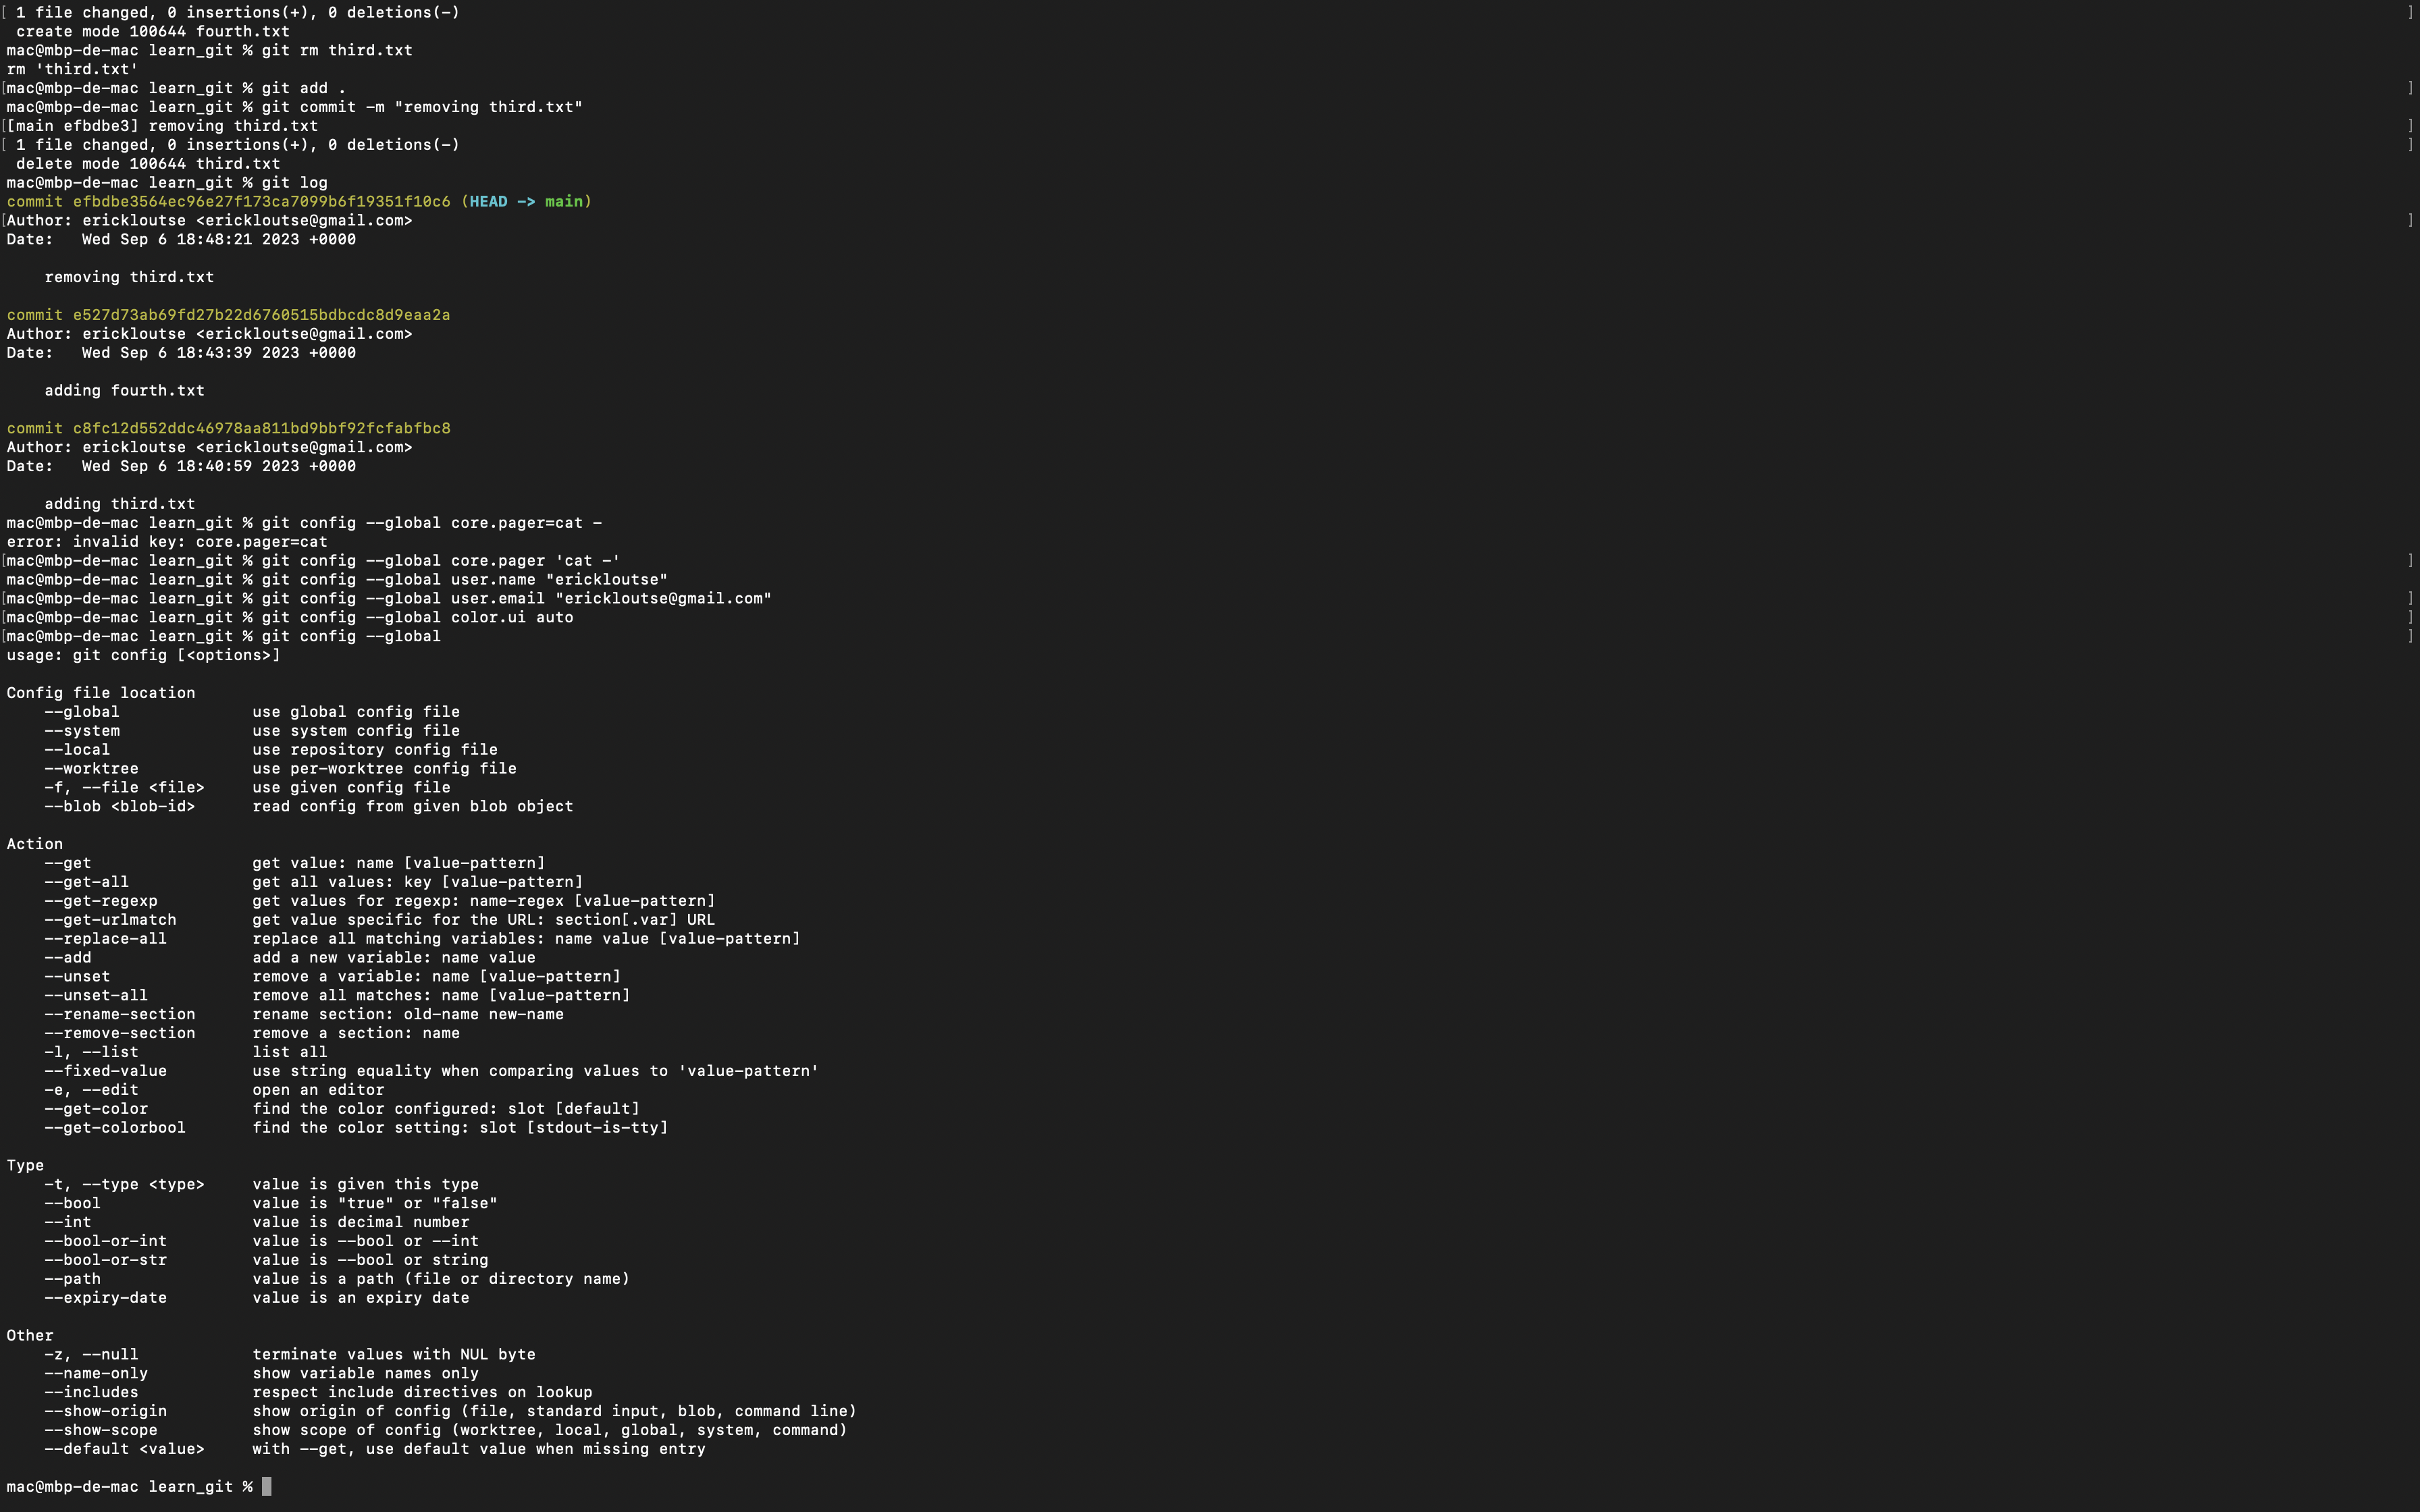 [ 1 file changed, 0 insertions(+), 0 deletions(-) ]
 create mode 100644 fourth.txt
mac@mbp-de-mac learn_git % git rm third.txt
rm 'third.txt'
[mac@mbp-de-mac learn_git % git add . ]
mac@mbp-de-mac learn_git % git commit -m "removing third.txt"
[[main efbdbe3] removing third.txt ]
[ 1 file changed, 0 insertions(+), 0 deletions(-) ]
 delete mode 100644 third.txt
mac@mbp-de-mac learn_git % git log
commit efbdbe3564ec96e27f173ca7099b6f19351f10c6 (HEAD -> main)
[Author: erickloutse <erickloutse@gmail.com> ]
Date:   Wed Sep 6 18:48:21 2023 +0000

    removing third.txt

commit e527d73ab69fd27b22d6760515bdbcdc8d9eaa2a
Author: erickloutse <erickloutse@gmail.com>
Date:   Wed Sep 6 18:43:39 2023 +0000

    adding fourth.txt

commit c8fc12d552ddc46978aa811bd9bbf92fcfabfbc8
Author: erickloutse <erickloutse@gmail.com>
Date:   Wed Sep 6 18:40:59 2023 +0000

    adding third.txt
mac@mbp-de-mac learn_git % git config --global core.pager=cat -
error: invalid key: core.pager=cat
[mac@mbp-de-mac learn_git % git config --global core.pager 'cat -' ]
mac@mbp-de-mac learn_git % git config --global user.name "erickloutse"
[mac@mbp-de-mac learn_git % git config --global user.email "erickloutse@gmail.com" ]
[mac@mbp-de-mac learn_git % git config --global color.ui auto ]
[mac@mbp-de-mac learn_git % git config --global ]
usage: git config [<options>]

Config file location
    --global              use global config file
    --system              use system config file
    --local               use repository config file
    --worktree            use per-worktree config file
    -f, --file <file>     use given config file
    --blob <blob-id>      read config from given blob object

Action
    --get                 get value: name [value-pattern]
    --get-all             get all values: key [value-pattern]
    --get-regexp          get values for regexp: name-regex [value-pattern]
    --get-urlmatch        get value specific for the URL: section[.var] URL
    --replace-all         replace all matching variables: name value [value-pattern]
    --add                 add a new variable: name value
    --unset               remove a variable: name [value-pattern]
    --unset-all           remove all matches: name [value-pattern]
    --rename-section      rename section: old-name new-name
    --remove-section      remove a section: name
    -l, --list            list all
    --fixed-value         use string equality when comparing values to 'value-pattern'
    -e, --edit            open an editor
    --get-color           find the color configured: slot [default]
    --get-colorbool       find the color setting: slot [stdout-is-tty]

Type
    -t, --type <type>     value is given this type
    --bool                value is "true" or "false"
    --int                 value is decimal number
    --bool-or-int         value is --bool or --int
    --bool-or-str         value is --bool or string
    --path                value is a path (file or directory name)
    --expiry-date         value is an expiry date

Other
    -z, --null            terminate values with NUL byte
    --name-only           show variable names only
    --includes            respect include directives on lookup
    --show-origin         show origin of config (file, standard input, blob, command line)
    --show-scope          show scope of config (worktree, local, global, system, command)
    --default <value>     with --get, use default value when missing entry

mac@mbp-de-mac learn_git %